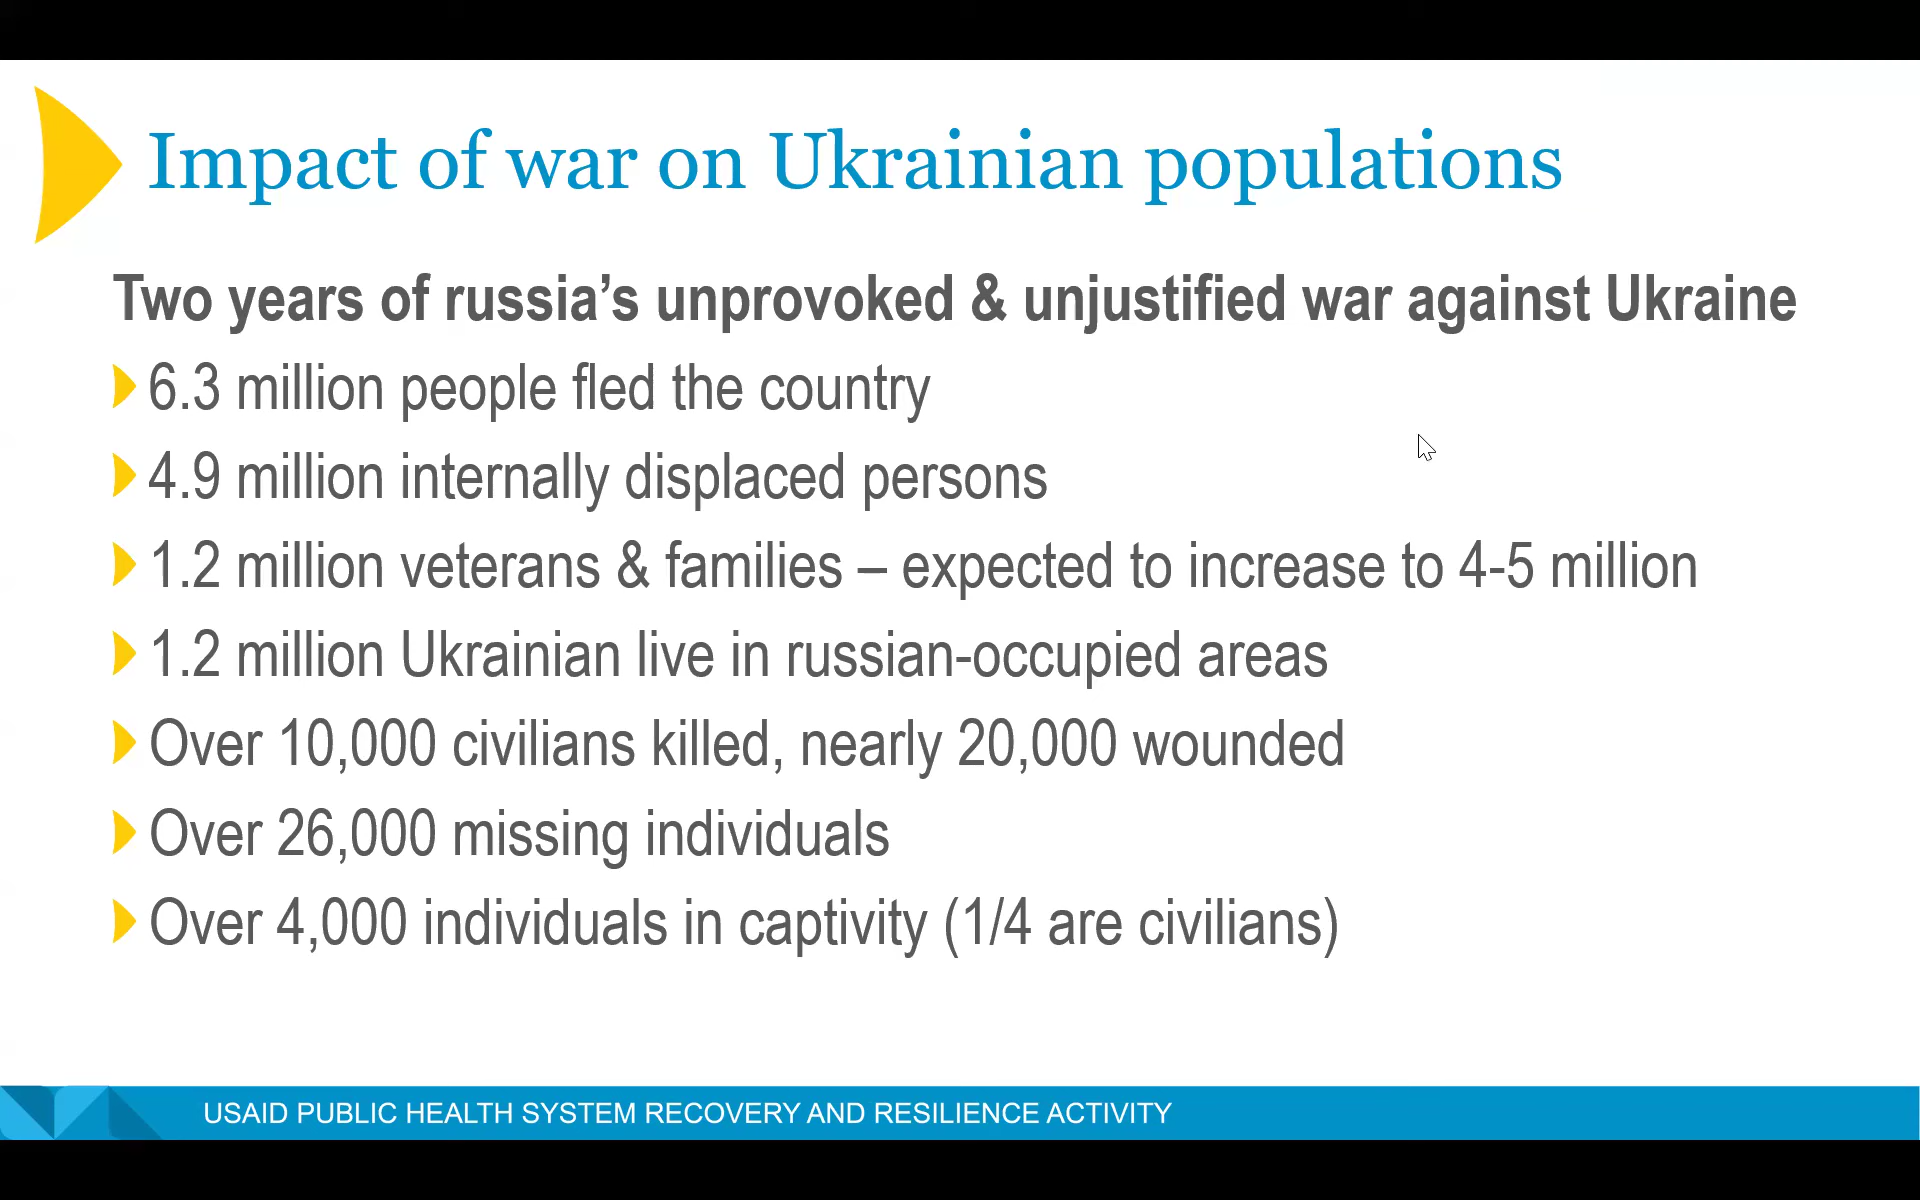 Impact of war on Ukrainian populations
Two years of russia’s unprovoked & unjustified war against Ukraine
6.3 million people fled the country
4.9 million internally displaced persons
1.2 million veterans & families – expected to increase to 4-5 million
1.2 million Ukrainian live in russian-occupied areas
Over 10,000 civilians killed, nearly 20,000 wounded
Over 26,000 missing individuals
Over 4,000 individuals in captivity (1/4 are civilians)
USAID PUBLIC HEALTH SYSTEM RECOVERY AND RESILIENCE ACTIVITY